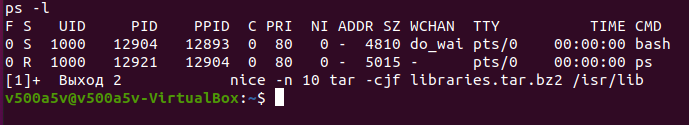 ps -l
F S   UID     PID    PPID  C PRI  NI ADDR SZ WCHAN  TTY          TIME CMD
0 S  1000   12904   12893  0  80   0 -  4810 do_wai pts/0    00:00:00 bash
0 R  1000   12921   12904  0  80   0 -  5015 -      pts/0    00:00:00 ps
[1]+  Выход 2            nice -n 10 tar -cjf libraries.tar.bz2 /isr/lib
v500a5v@v500a5v-VirtualBox:~$